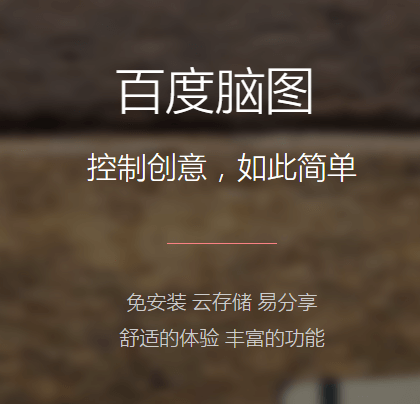 百度脑图
控制创意，如此简单
免安装 云存储 易分享
舒适的体验 丰富的功能